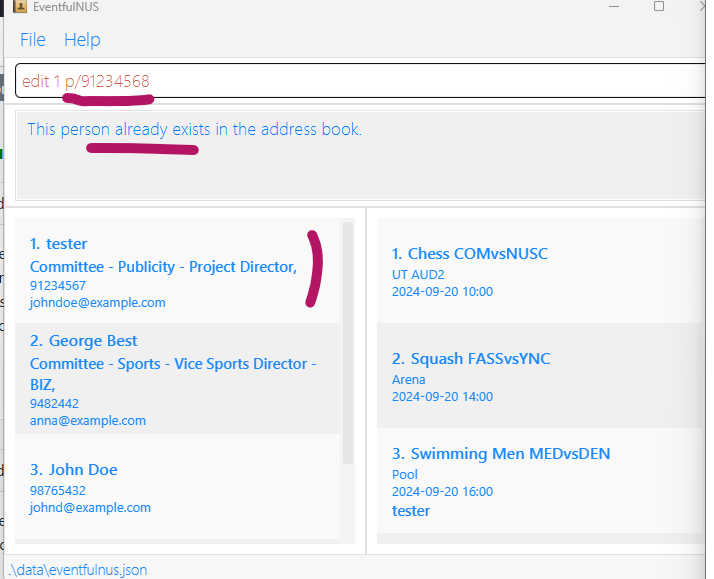 EventfulNUS
File Help
edit 1 p/91234568
This person already exists in the address book.
1. tester
Committee - Publicity - Project Director,
91234567
johndoe@example.com
2. George Best
Committee - Sports - Vice Sports Director -
BIZ,
9482442
anna@example.com
3. John Doe
98765432
johnd@example.com
1. Chess COMvsNUSC
UT AUD2
2024-09-20 10:00
2. Squash FASSvsYNC
Arena
2024-09-20 14:00
3. Swimming Men MEDvsDEN
Pool
2024-09-20 16:00
tester
.\data\eventfulnus.json